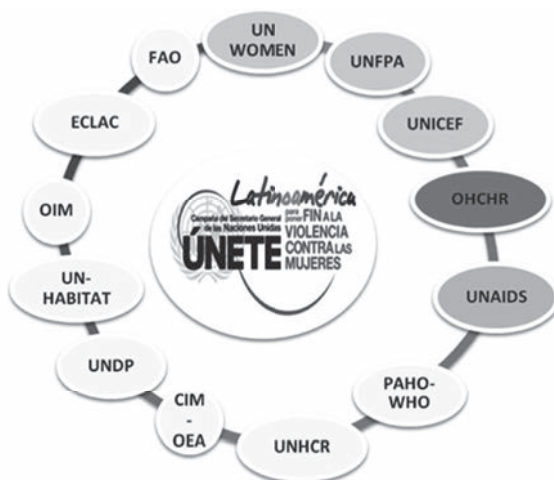 UN
WOMEN
UNFPA
UNICEF
OHCHR
UNAIDS
PAHO-
WHO
UNHCR
CIM
-
OEA
UNDP
UN-
HABITAT
OIM
ECLAC
FAO
Latinoamérica
Campaña del Secretario General
de las Naciones Unidas
ÚNETE
para
poner
FIN A LA
VIOLENCIA
CONTRA LAS
MUJERES